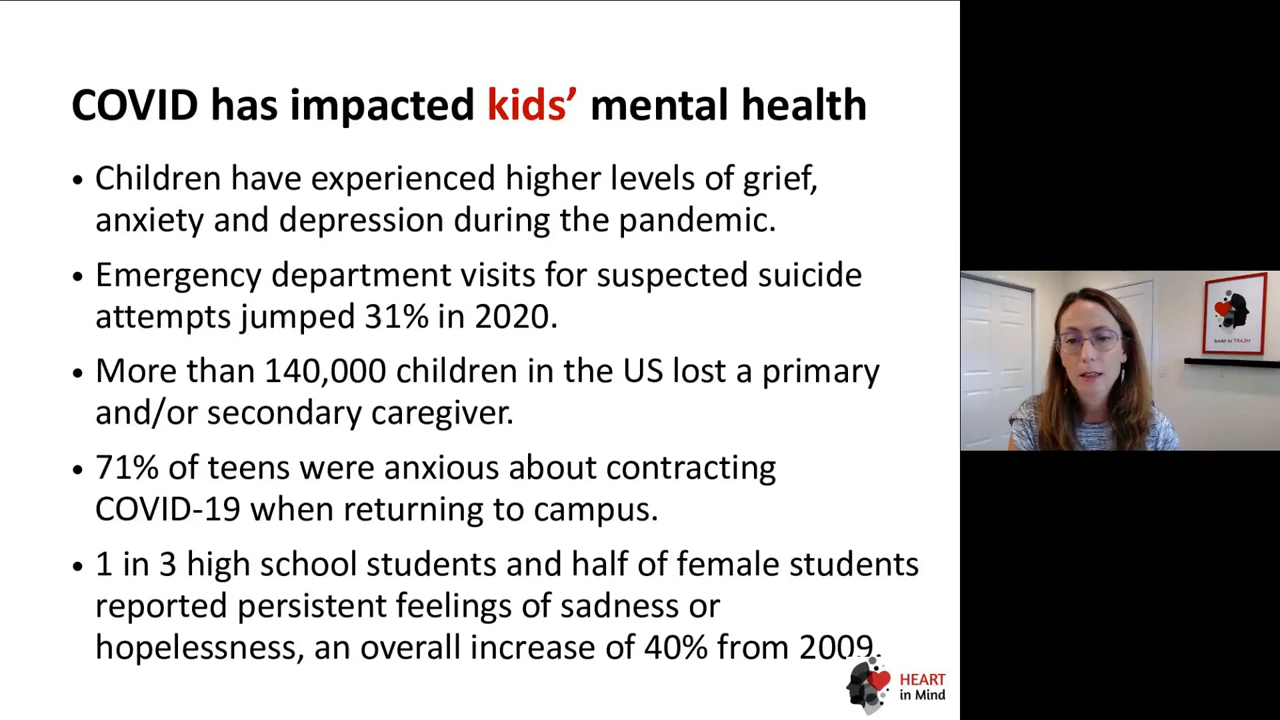 COVID has impacted kids’ mental health
• Children have experienced higher levels of grief,
anxiety and depression during the pandemic.
• Emergency department visits for suspected suicide
attempts jumped 31% in 2020.
• More than 140,000 children in the US lost a primary
and/or secondary caregiver.
• 71% of teens were anxious about contracting
COVID-19 when returning to campus.
• 1 in 3 high school students and half of female students
reported persistent feelings of sadness or
hopelessness, an overall increase of 40% from 2009.
HEART
in Mind